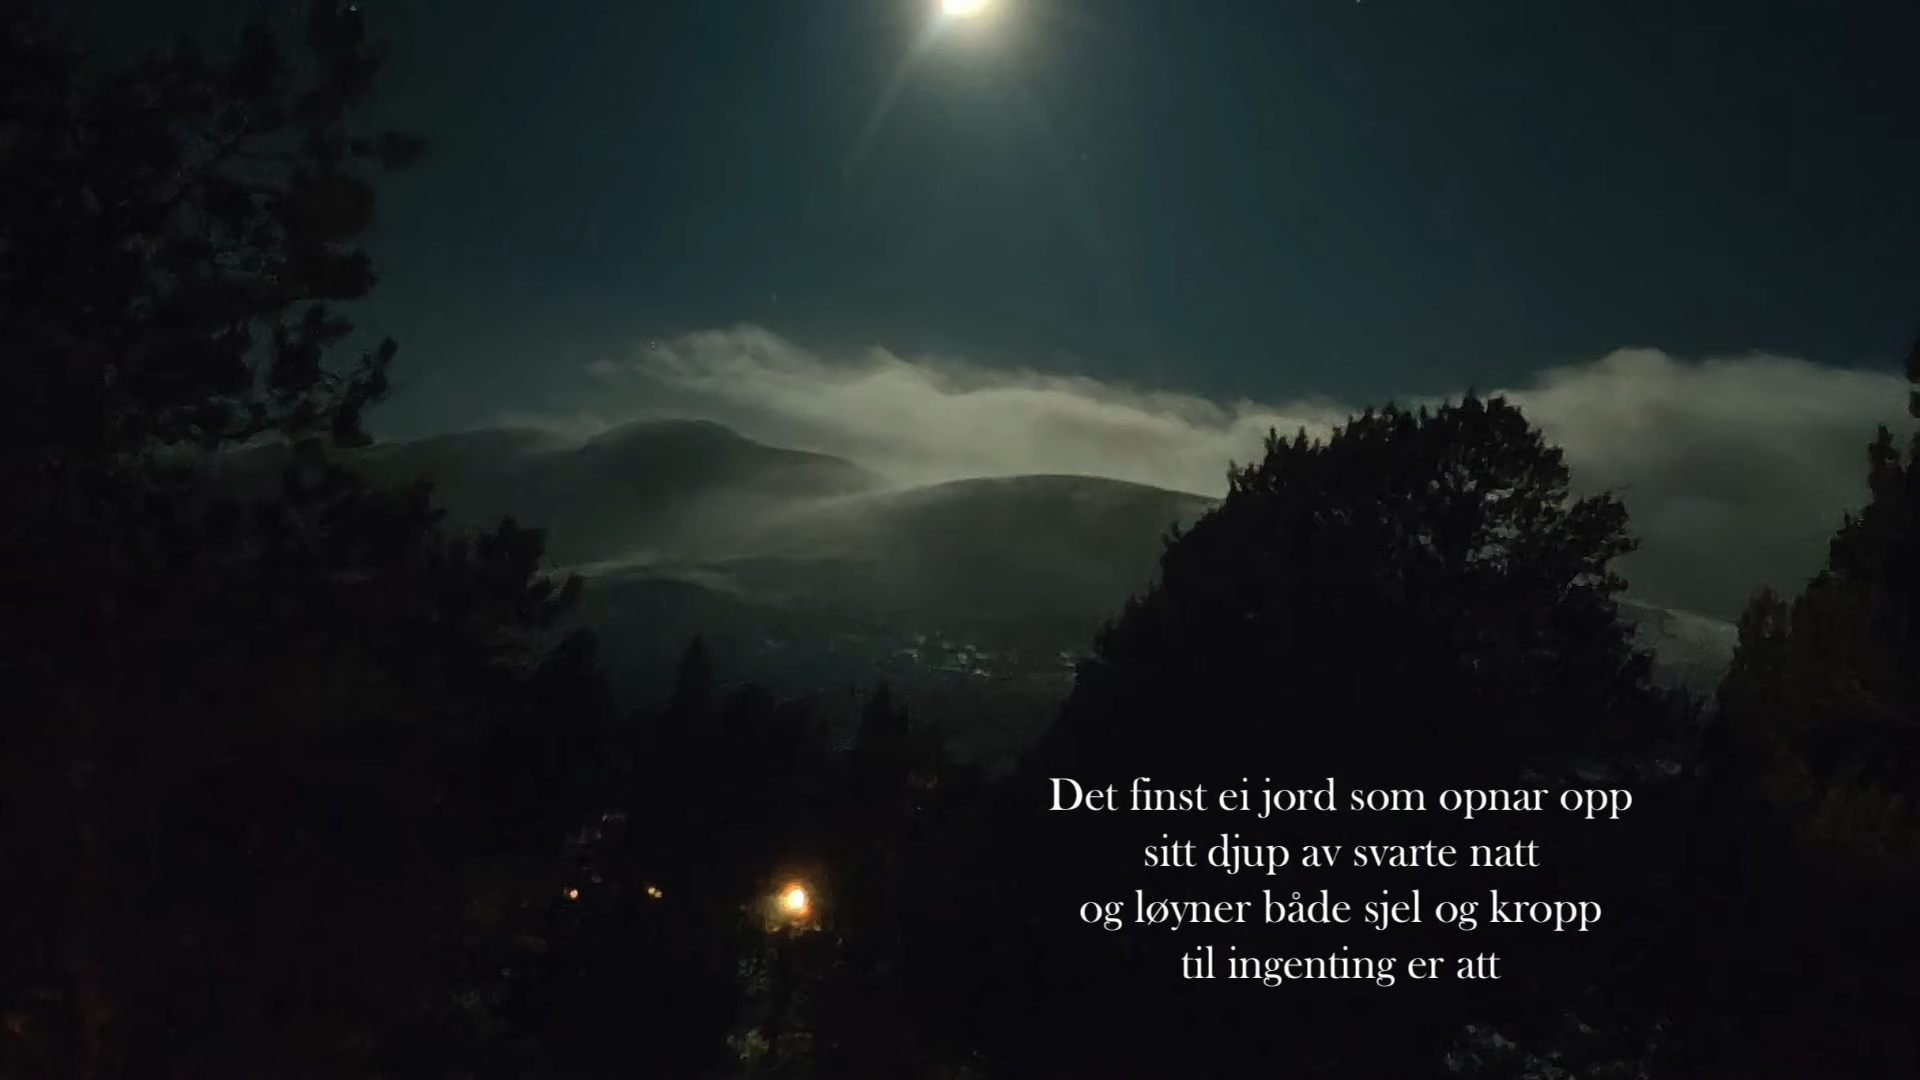 Det finst ei jord som opnar opp
sitt djup av svarte natt
og løyner både sjel og kropp
til ingenting er att